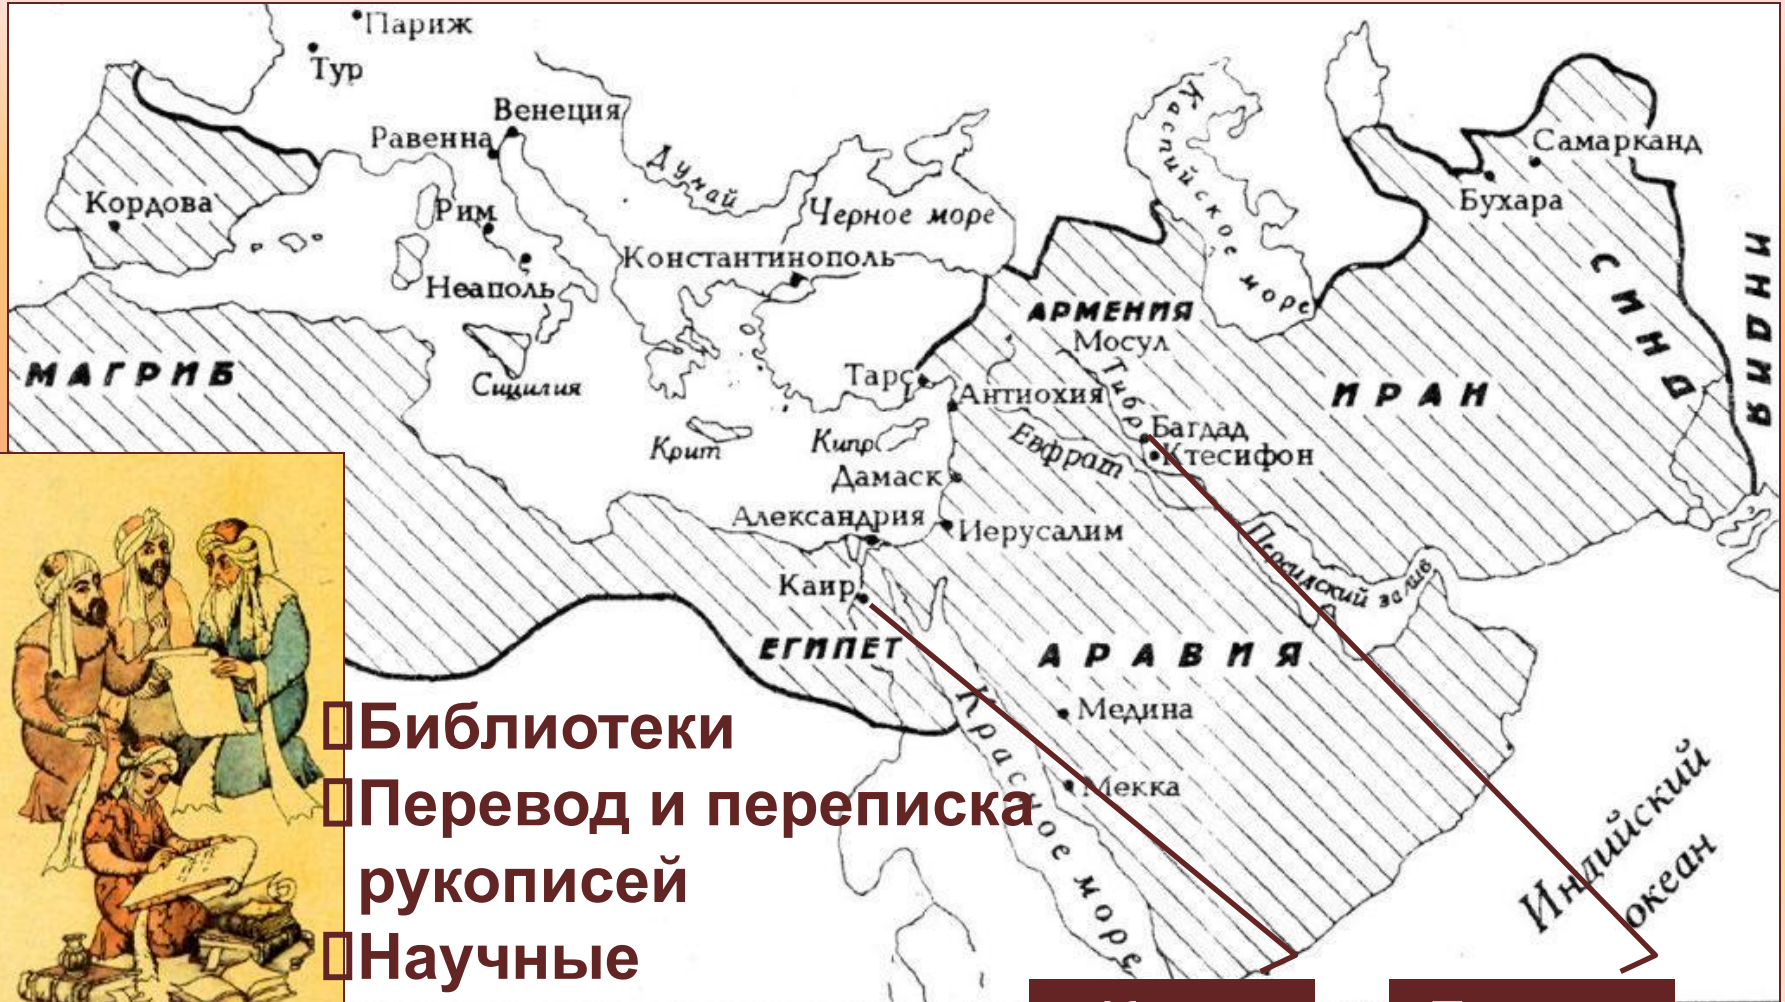 Париж
Тур
Венеция
Равенна
Дунай
Каспийское море
Самарканд
Бухара
Кордова
Рим
Черное море
Константинополь
Неаполь
СИНД
ИНДИЯ
АРМЕНИЯ
Мосул
МАГРИБ
Сицилия
Тарс
Антиохия
Тибр
ИРАН
Крит
Кипр
Евфрат
Багдад
Ктесифон
Дамаск
Александрия
Иерусалим
Персидский залив
Каир
ЕГИПЕТ
АРАВИЯ
Медина
Мекка
Красное море
Индийский
океан
Библиотеки
Перевод и переписка
рукописей
Научные